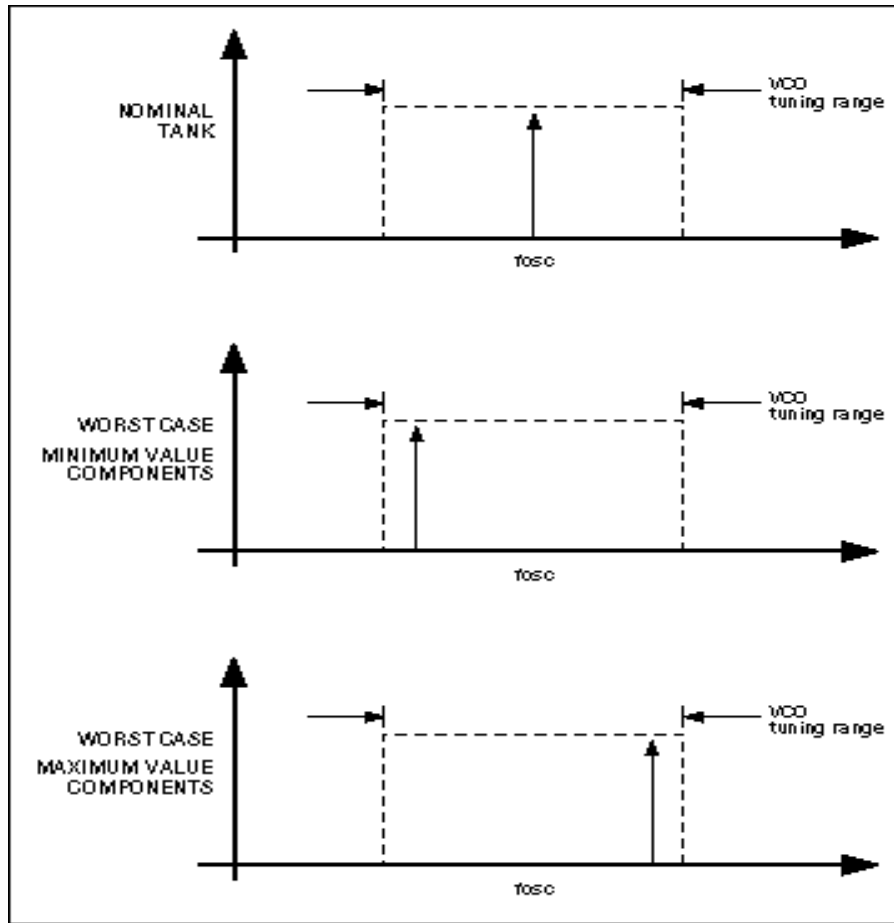 NOMINAL
TANK
VCO
tuning range
fosc
WORST CASE
MINIMUM VALUE
COMPONENTS
VCO
tuning range
fosc
WORST CASE
MAXIMUM VALUE
COMPONENTS
VCO
tuning range
fosc